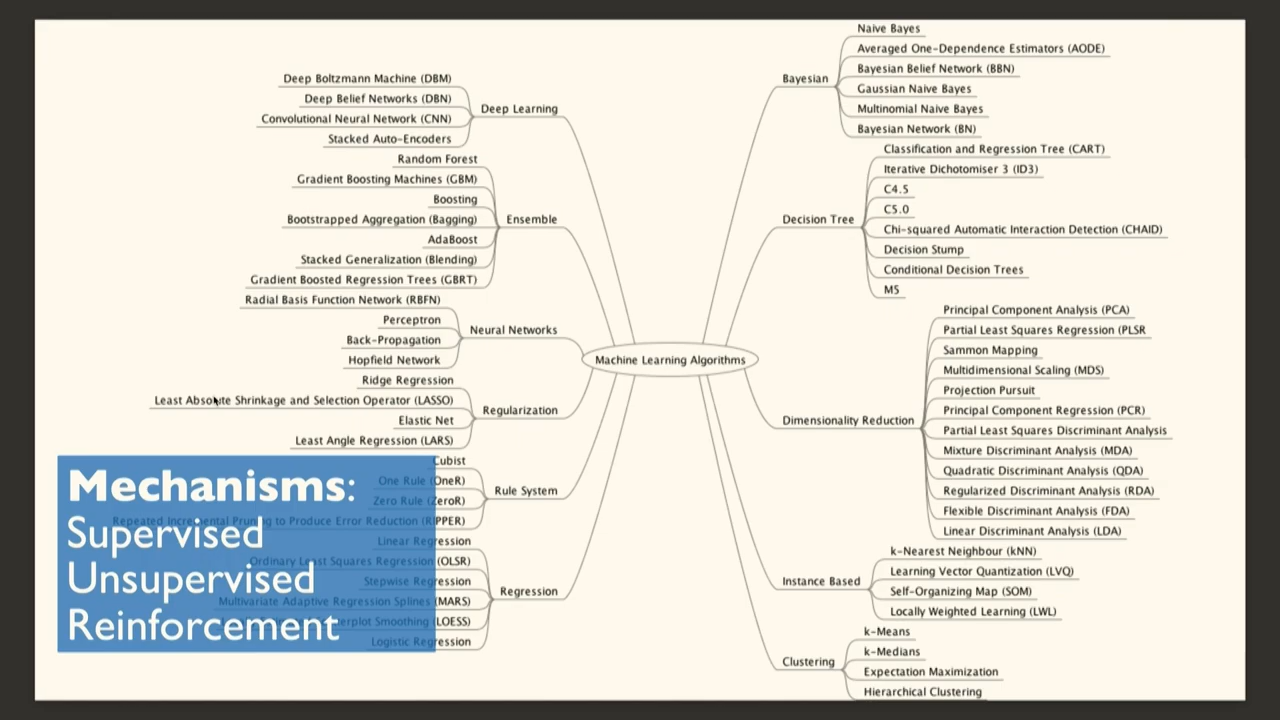 Deep Boltzmann Machine (DBM)
Deep Belief Networks (DBN)
Convolutional Neural Network (CNN)
Stacked Auto-Encoders
Deep Learning
Random Forest
Gradient Boosting Machines (GBM)
Boosting
Bootstrapped Aggregation (Bagging)
AdaBoost
Stacked Generalization (Blending)
Gradient Boosted Regression Trees (GBRT)
Ensemble
Radial Basis Function Network (RBFN)
Perceptron
Back-Propagation
Hopfield Network
Neural Networks
Ridge Regression
Least Absolute Shrinkage and Selection Operator (LASSO)
Elastic Net
Least Angle Regression (LARS)
Regularization
Cubist
One Rule (OneR)
Zero Rule (ZeroR)
Repeated Incremental Pruning to Produce Error Reduction (RIPPER)
Rule System
Linear Regression
Ordinary Least Squares Regression (OLSR)
Stepwise Regression
Multivariate Adaptive Regression Splines (MARS)
Smoothing (LOESS)
Logistic Regression
Regression
Mechanisms:
Supervised
Unsupervised
Reinforcement
Machine Learning Algorithms
Bayesian
Naive Bayes
Averaged One-Dependence Estimators (AODE)
Bayesian Belief Network (BBN)
Gaussian Naive Bayes
Multinomial Naive Bayes
Bayesian Network (BN)
Decision Tree
Classification and Regression Tree (CART)
Iterative Dichotomiser 3 (ID3)
C4.5
C5.0
Chi-squared Automatic Interaction Detection (CHAID)
Decision Stump
Conditional Decision Trees
M5
Dimensionality Reduction
Principal Component Analysis (PCA)
Partial Least Squares Regression (PLSR
Sammon Mapping
Multidimensional Scaling (MDS)
Projection Pursuit
Principal Component Regression (PCR)
Partial Least Squares Discriminant Analysis
Mixture Discriminant Analysis (MDA)
Quadratic Discriminant Analysis (QDA)
Regularized Discriminant Analysis (RDA)
Flexible Discriminant Analysis (FDA)
Linear Discriminant Analysis (LDA)
Instance Based
k-Nearest Neighbour (kNN)
Learning Vector Quantization (LVQ)
Self-Organizing Map (SOM)
Locally Weighted Learning (LWL)
Clustering
k-Means
k-Medians
Expectation Maximization
Hierarchical Clustering